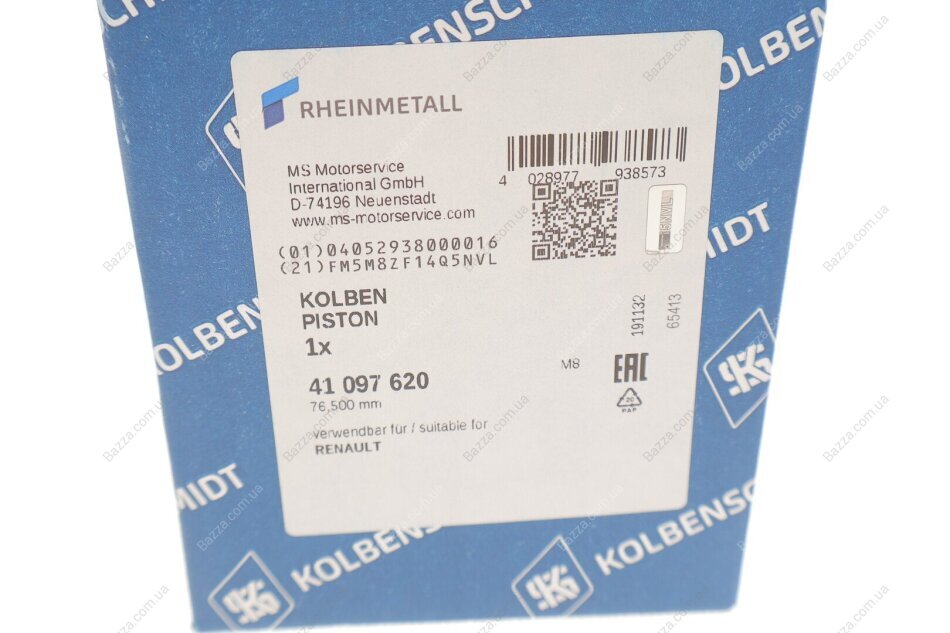 RHEINMETALL
MS Motorservice
International GmbH
D-74196 Neuenstadt
www.ms-motorservice.com
4 028977 938573
(01)04052938000016
(21)FM5M8ZF14Q5NVL
KOLBEN
PISTON
1x
41 097 620
76,500 mm
verwendbar für / suitable for
RENAULT
191132
65413
M8
EAC
20
PAP
KOLBENSCHMIDT
KOLBENSC
KOLBEN
Bazza.com.ua